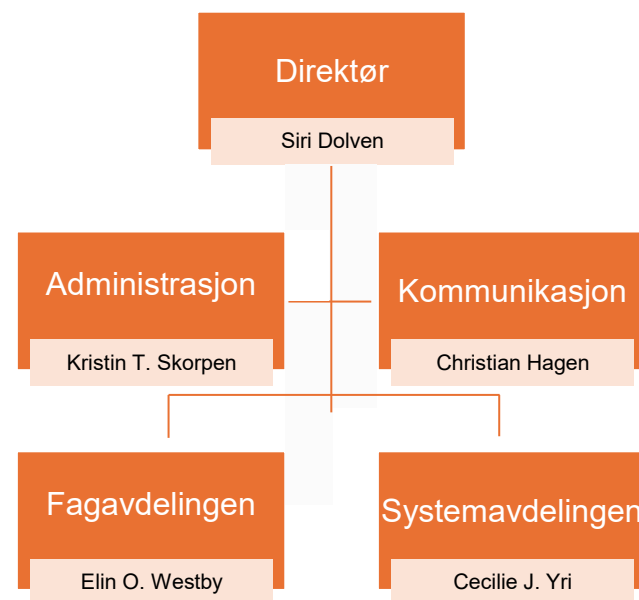 Direktør
Siri Dolven
Administrasjon
Kristin T. Skorpen
Kommunikasjon
Christian Hagen
Fagavdelingen
Elin O. Westby
Systemavdelingen
Cecilie J. Yri